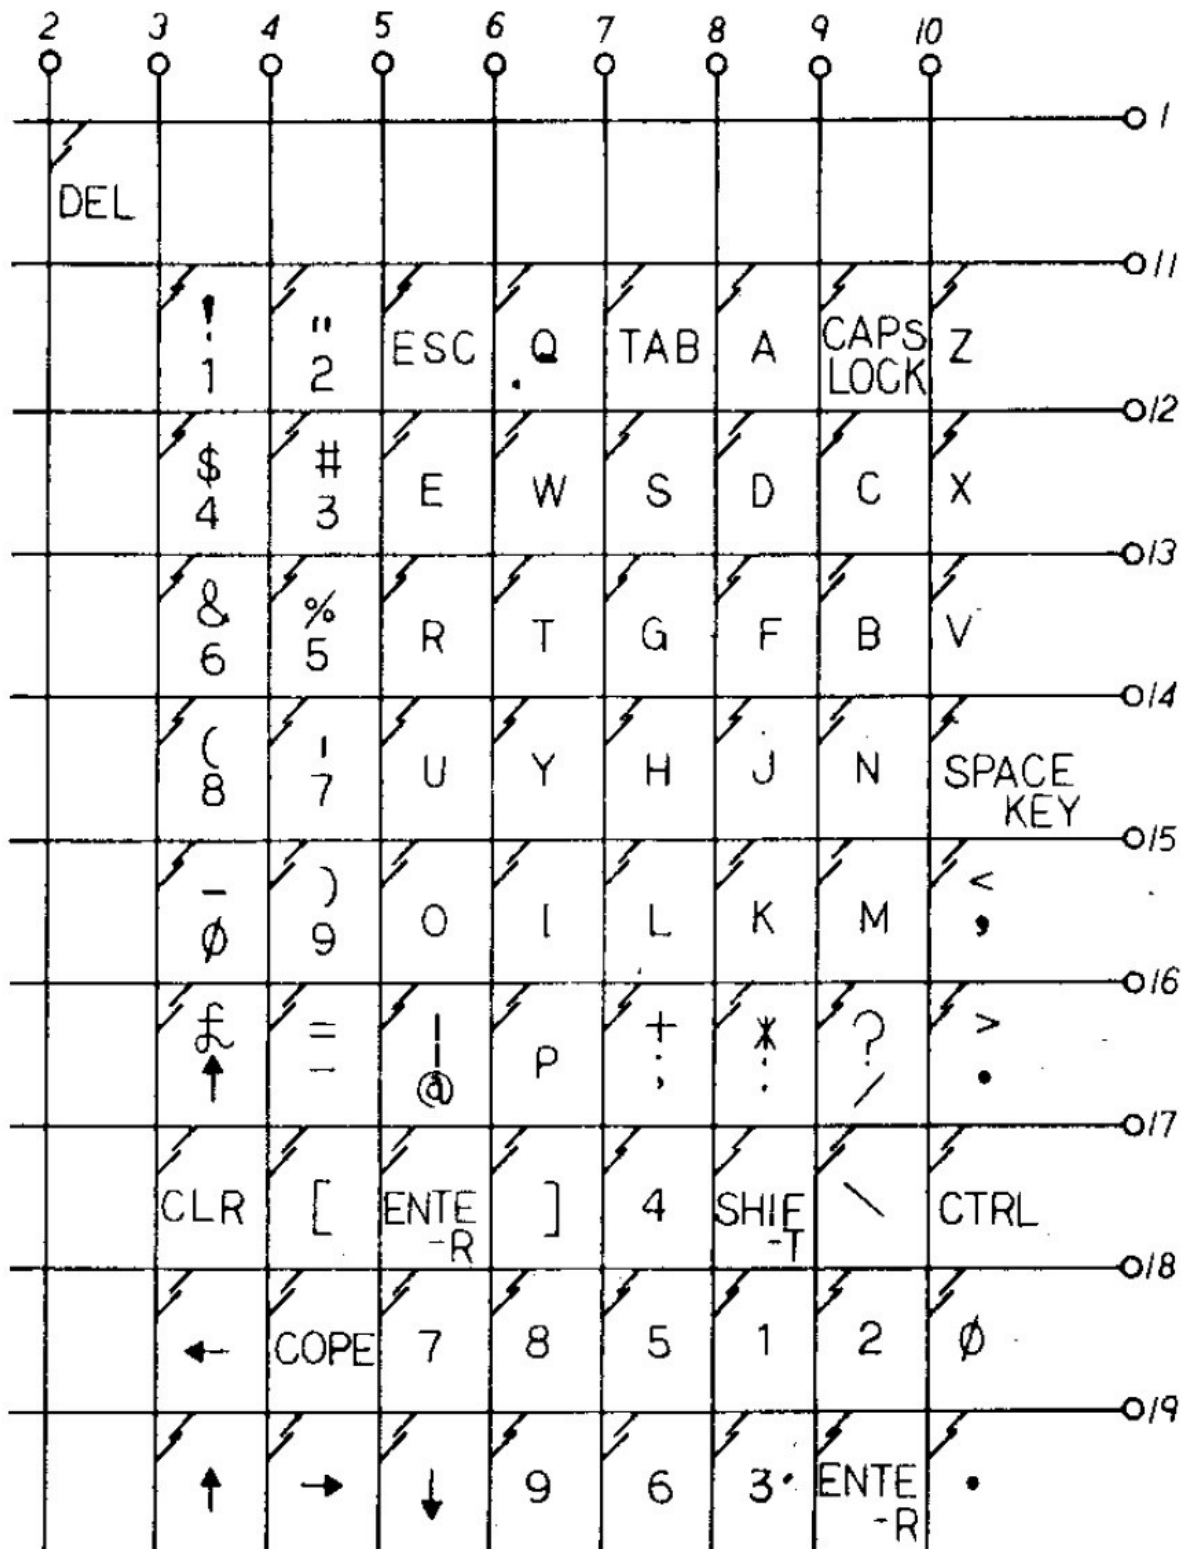 2 3 4 5 6 7 8 9 10
1
DEL
11
! " ESC Q TAB A CAPS Z
1 2 LOCK
12
$ # E W S D C X
4 3
13
& % R T G F B V
6 5
14
( ' U Y H J N SPACE
8 7 KEY
15
_ ) O I L K M <
Ø 9 ,
16
£ = | P + * ? >
↑ - @ ; : / .
17
CLR [ ENTE ] 4 SHIF \ CTRL
-R -T
18
← COPE 7 8 5 1 2 Ø
19
↑ → ↓ 9 6 3 ENTE .
-R